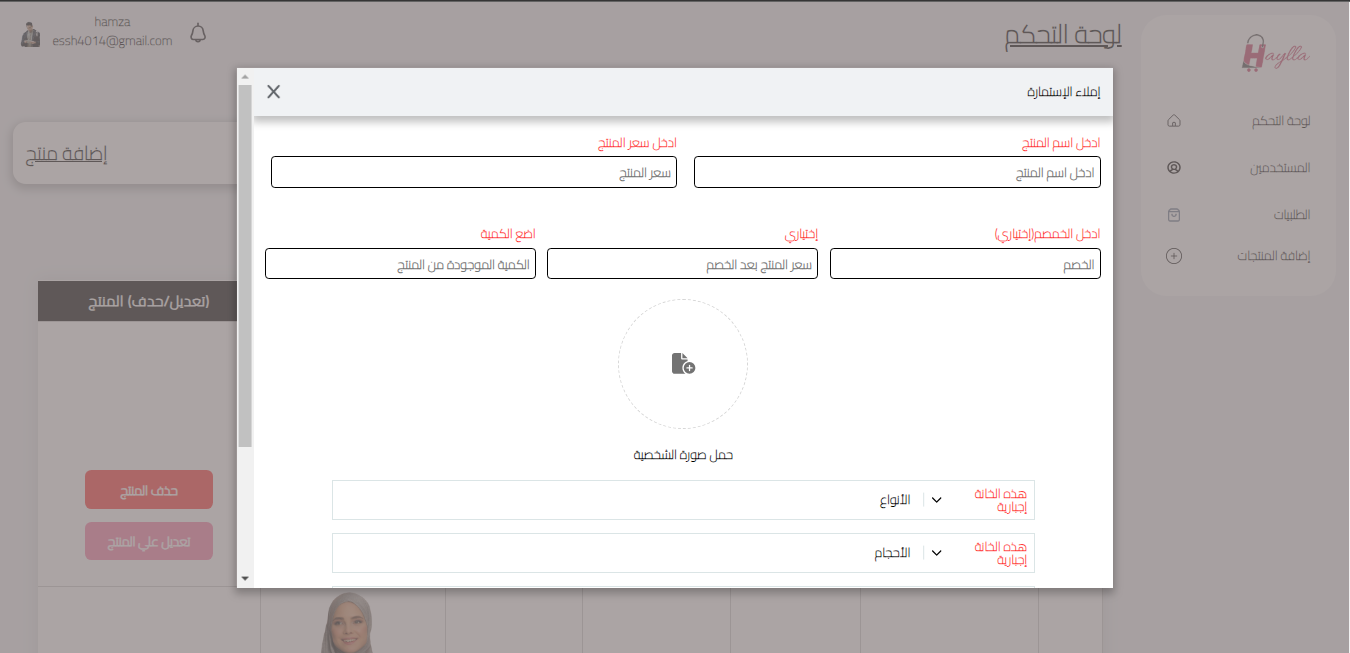 hamza
essh4014@gmail.com
لوحة التحكم
Haylla
لوحة التحكم
المستخدمين
الطلبيات
إضافة المنتجات
إضافة منتج
إملاء الإستمارة
ادخل اسم المنتج
ادخل سعر المنتج
ادخل اسم المنتج
سعر المنتج
ادخل الخمصم(إختياري)
إختياري
اضع الكمية
الخصم
سعر المنتج بعد الخصم
الكمية الموجودة من المنتج
حمل صورة الشخصية
هذه الخانة
إجبارية
الأنواع
هذه الخانة
إجبارية
الأحجام
(تعديل/حدف) المنتج
حذف المنتج
تعديل علي المنتج